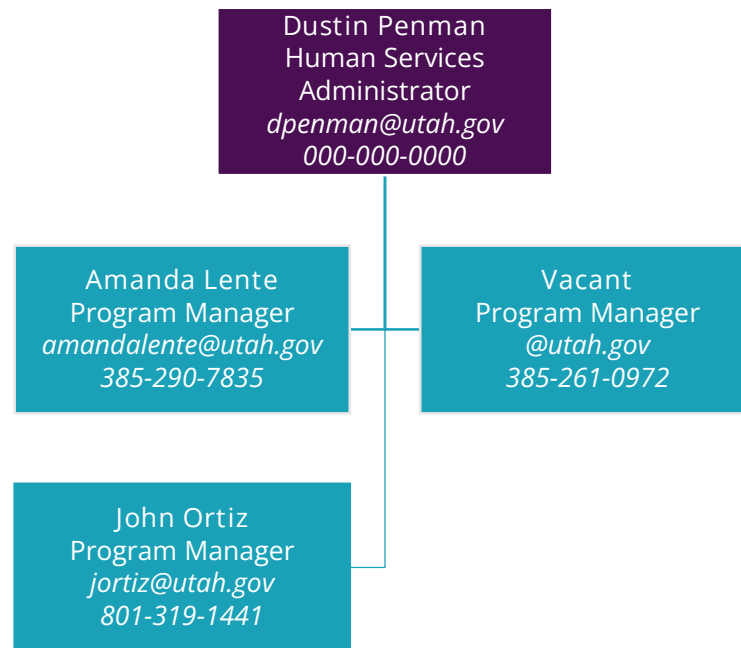 Dustin Penman
Human Services
Administrator
dpenman@utah.gov
000-000-0000
Amanda Lente
Program Manager
amandalente@utah.gov
385-290-7835
Vacant
Program Manager
@utah.gov
385-261-0972
John Ortiz
Program Manager
jortiz@utah.gov
801-319-1441